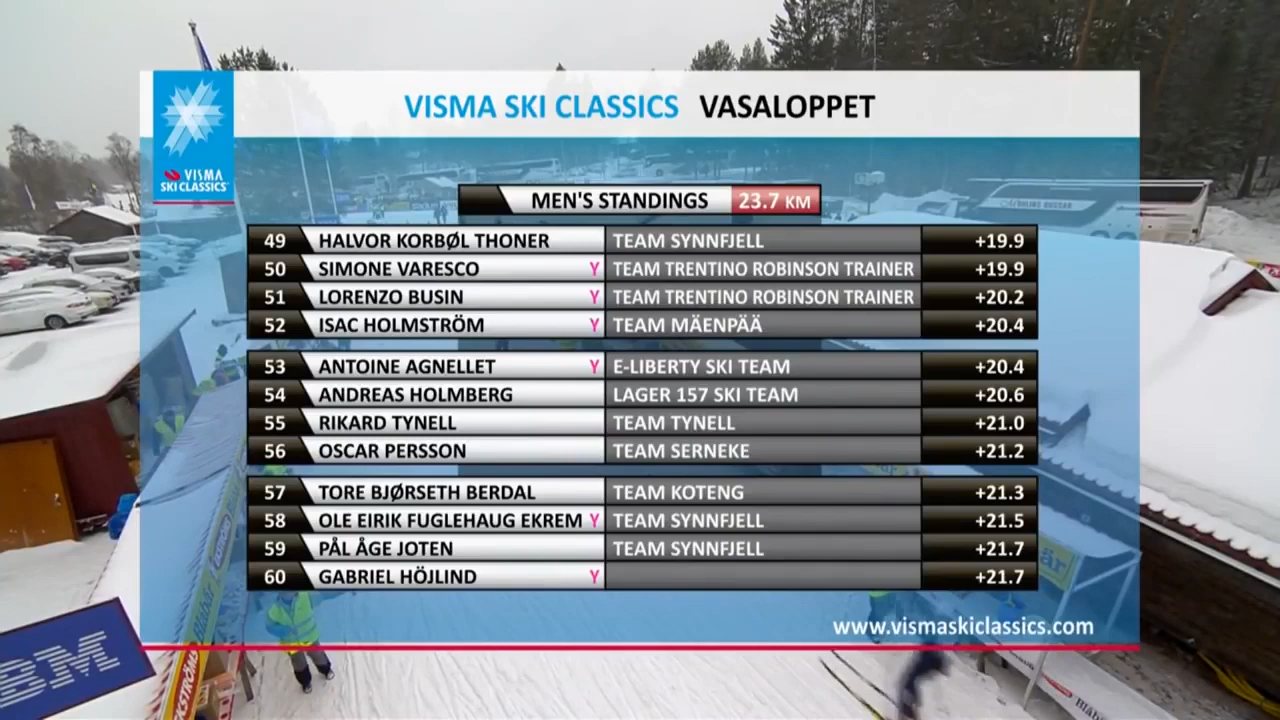 VISMA SKI CLASSICS VASALOPPET
VISMA
SKI CLASSICS
MEN'S STANDINGS 23.7 KM
49 HALVOR KORBØL THONER TEAM SYNNFJELL +19.9
50 SIMONE VARESCO Y TEAM TRENTINO ROBINSON TRAINER +19.9
51 LORENZO BUSIN Y TEAM TRENTINO ROBINSON TRAINER +20.2
52 ISAC HOLMSTRÖM Y TEAM MÄENPÄÄ +20.4
53 ANTOINE AGNELLET Y E-LIBERTY SKI TEAM +20.4
54 ANDREAS HOLMBERG LAGER 157 SKI TEAM +20.6
55 RIKARD TYNELL TEAM TYNELL +21.0
56 OSCAR PERSSON TEAM SERNEKE +21.2
57 TORE BJØRSETH BERDAL TEAM KOTENG +21.3
58 OLE EIRIK FUGLEHAUG EKREM Y TEAM SYNNFJELL +21.5
59 PÅL ÅGE JOTEN TEAM SYNNFJELL +21.7
60 GABRIEL HÖJLIND Y +21.7
www.vismaskiclassics.com